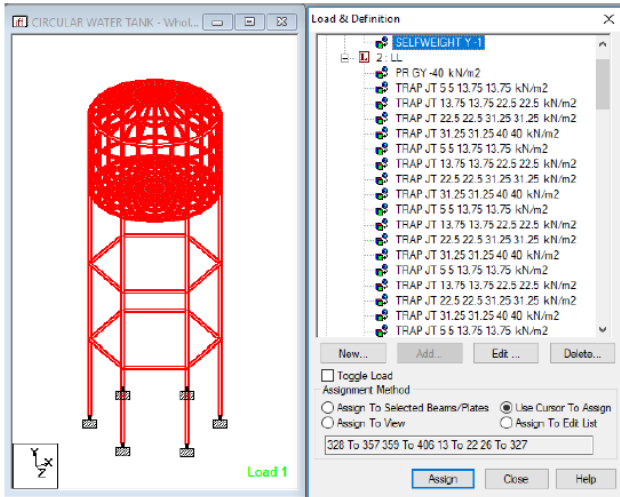 CIRCULAR WATER TANK - Whol...
Load 1
Y
X
Z
Load & Definition
SELFWEIGHT Y -1
L 2 : LL
PR GY -40 kN/m2
TRAP JT 5 5 13.75 13.75 kN/m2
TRAP JT 13.75 13.75 22.5 22.5 kN/m2
TRAP JT 22.5 22.5 31.25 31.25 kN/m2
TRAP JT 31.25 31.25 40 40 kN/m2
TRAP JT 5 5 13.75 13.75 kN/m2
TRAP JT 13.75 13.75 22.5 22.5 kN/m2
TRAP JT 22.5 22.5 31.25 31.25 kN/m2
TRAP JT 31.25 31.25 40 40 kN/m2
TRAP JT 5 5 13.75 13.75 kN/m2
TRAP JT 13.75 13.75 22.5 22.5 kN/m2
TRAP JT 22.5 22.5 31.25 31.25 kN/m2
TRAP JT 31.25 31.25 40 40 kN/m2
TRAP JT 5 5 13.75 13.75 kN/m2
TRAP JT 13.75 13.75 22.5 22.5 kN/m2
TRAP JT 22.5 22.5 31.25 31.25 kN/m2
TRAP JT 31.25 31.25 40 40 kN/m2
TRAP JT 5 5 13.75 13.75 kN/m2
New... Add... Edit ... Delete...
Toggle Load
Assignment Method
Assign To Selected Beams/Plates Use Cursor To Assign
Assign To View Assign To Edit List
328 To 357 359 To 406 13 To 22 26 To 327
Assign Close Help